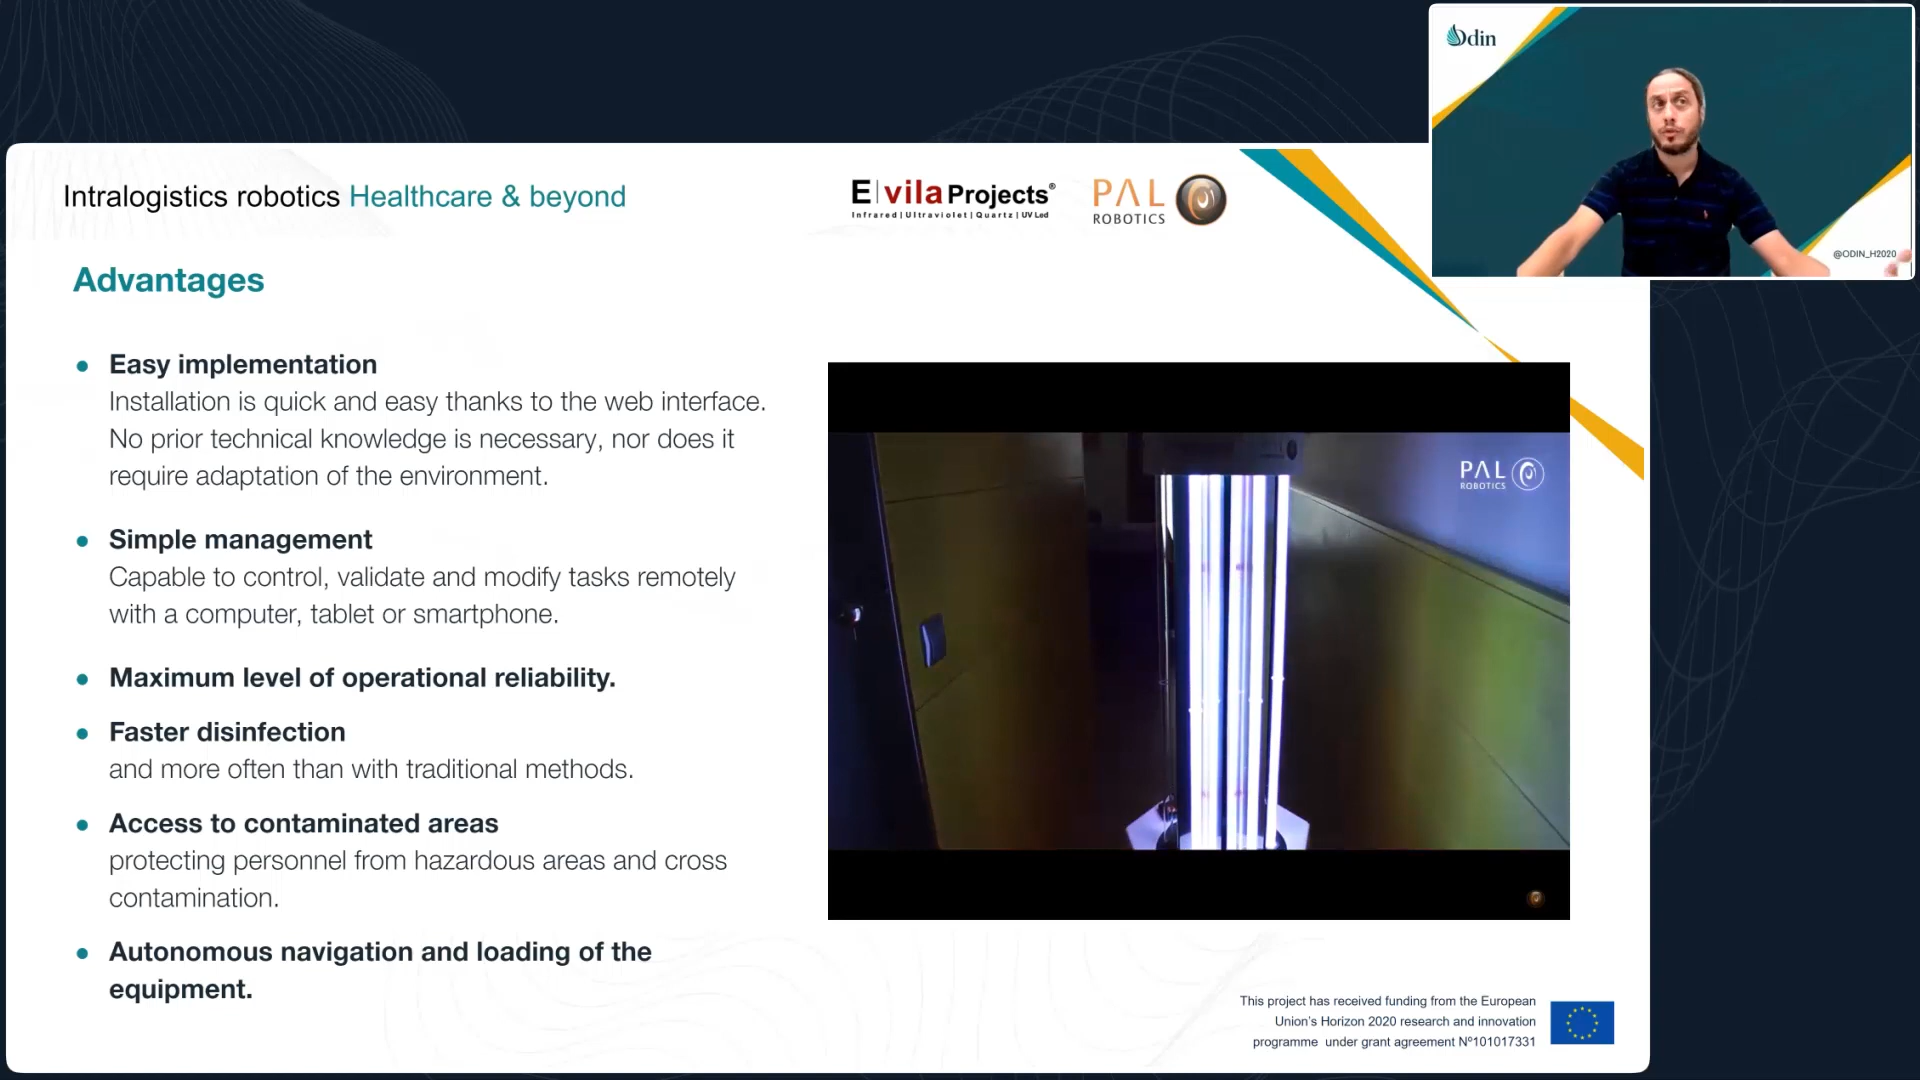 Odin
@ODIN_H2020
Intralogistics robotics Healthcare & beyond
E|vila Projects®
Infrared | Ultraviolet | Quartz | UV Led
PAL
ROBOTICS
Advantages
• Easy implementation
Installation is quick and easy thanks to the web interface.
No prior technical knowledge is necessary, nor does it
require adaptation of the environment.
• Simple management
Capable to control, validate and modify tasks remotely
with a computer, tablet or smartphone.
• Maximum level of operational reliability.
• Faster disinfection
and more often than with traditional methods.
• Access to contaminated areas
protecting personnel from hazardous areas and cross
contamination.
• Autonomous navigation and loading of the
equipment.
PAL
ROBOTICS
This project has received funding from the European
Union's Horizon 2020 research and innovation
programme under grant agreement Nº101017331